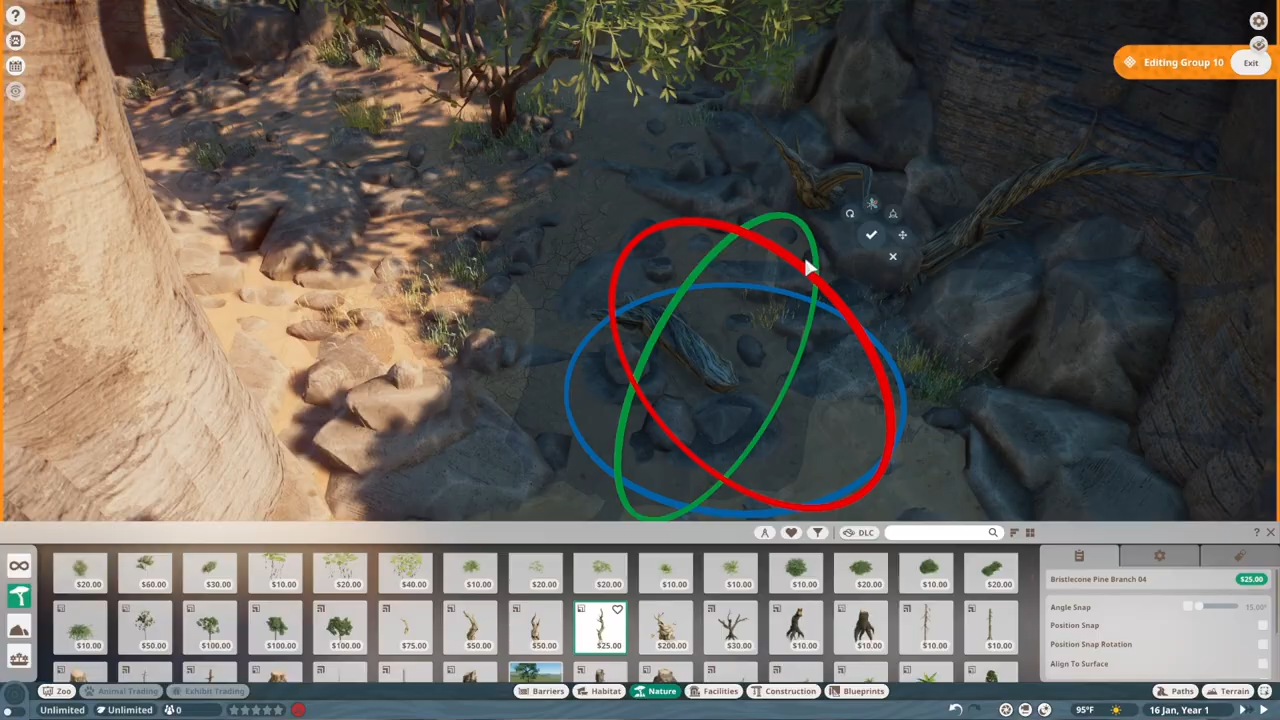 ?
Editing Group 10
Exit
DLC
?
$20.00
$60.00
$30.00
$10.00
$20.00
$40.00
$10.00
$20.00
$20.00
$10.00
$10.00
$10.00
$20.00
$10.00
$20.00
$10.00
$50.00
$100.00
$100.00
$100.00
$75.00
$50.00
$50.00
$25.00
$200.00
$30.00
$10.00
$10.00
$10.00
$10.00
Bristlecone Pine Branch 04
$25.00
Angle Snap
15.00°
Position Snap
Position Snap Rotation
Align To Surface
Zoo
Animal Trading
Exhibit Trading
Barriers
Habitat
Nature
Facilities
Construction
Blueprints
Paths
Terrain
Unlimited
Unlimited
0
95°F
16 Jan, Year 1